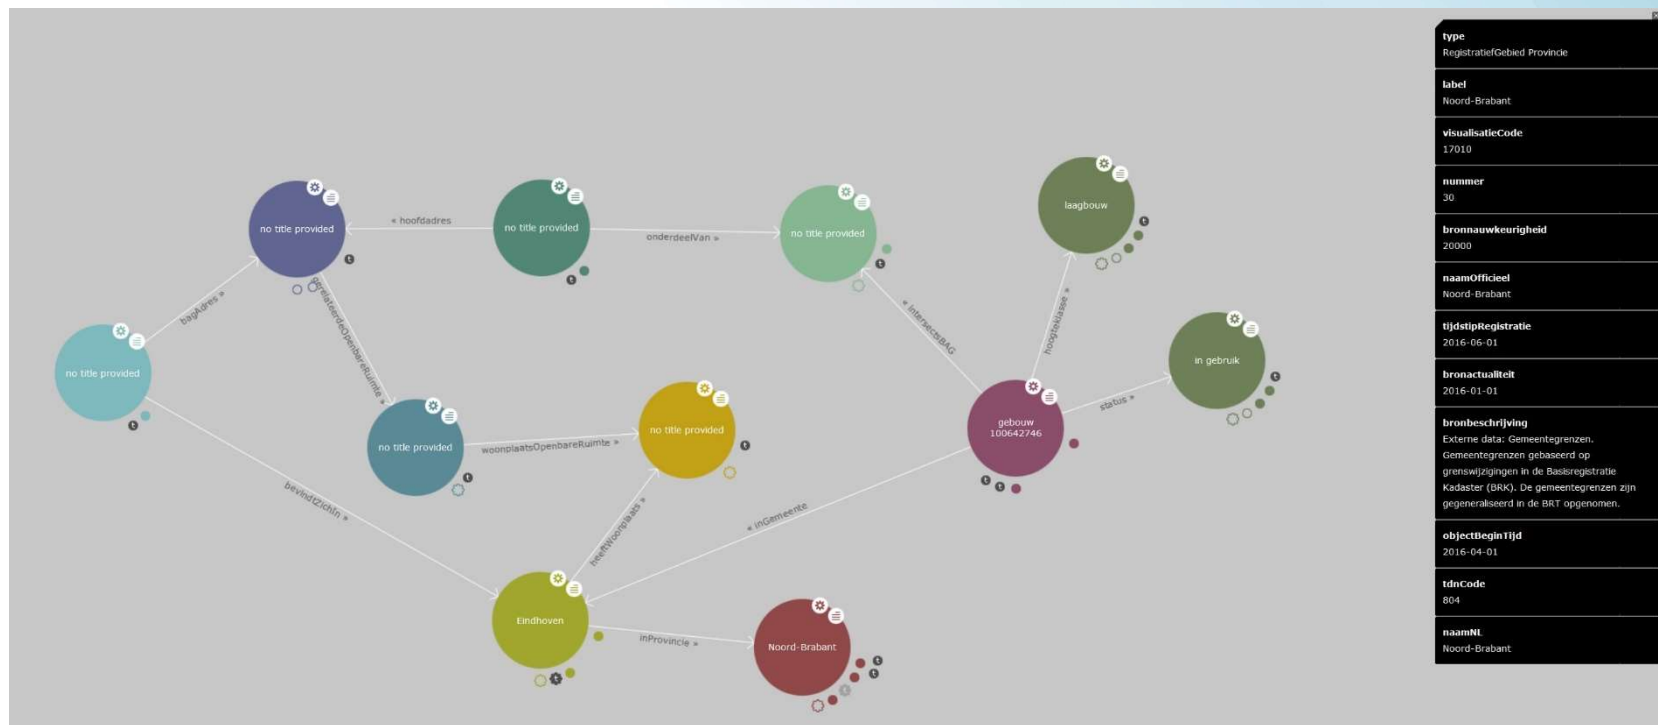 no title provided
no title provided
no title provided
laagbouw
« hoofdadres
onderdeelVan »
bagAdres »
gerelateerdeOpenbareRuimte »
« intersectsBAG
hoogteklasse »
no title provided
in gebruik
status »
no title provided
woonplaatsOpenbareRuimte »
no title provided
gebouw
100642746
bevindtZichIn »
heeftWoonplaats »
« inGemeente
Eindhoven
inProvincie »
Noord-Brabant
type
RegistratiefGebied Provincie
label
Noord-Brabant
visualisatieCode
17010
nummer
30
bronnauwkeurigheid
20000
naamOfficieel
Noord-Brabant
tijdstipRegistratie
2016-06-01
bronactualiteit
2016-01-01
bronbeschrijving
Externe data: Gemeentegrenzen.
Gemeentegrenzen gebaseerd op
grenswijzigingen in de Basisregistratie
Kadaster (BRK). De gemeentegrenzen zijn
gegeneraliseerd in de BRT opgenomen.
objectBeginTijd
2016-04-01
tdnCode
804
naamNL
Noord-Brabant